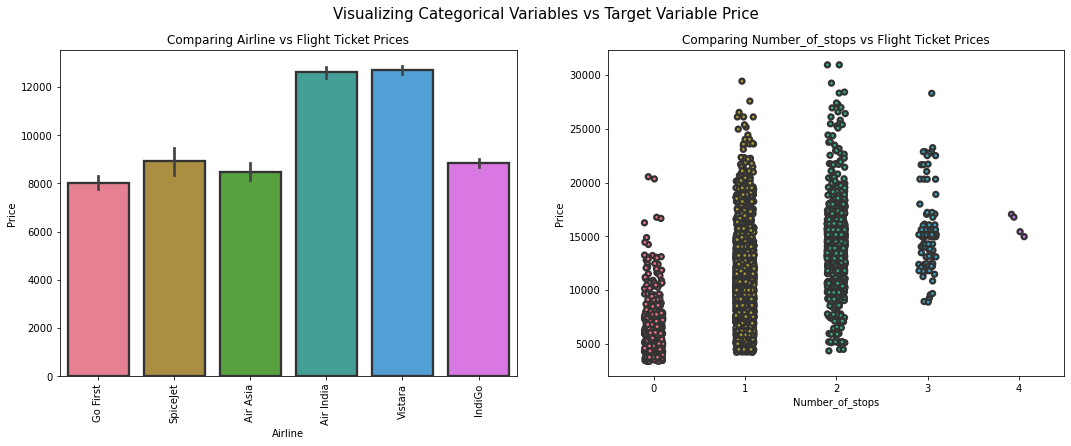 Visualizing Categorical Variables vs Target Variable Price
Comparing Airline vs Flight Ticket Prices
12000
10000
8000
6000
4000
2000
0
Price
Go First
SpiceJet
Air Asia
Air India
Vistara
IndiGo
Airline
Comparing Number_of_stops vs Flight Ticket Prices
30000
25000
20000
15000
10000
5000
Price
0 1 2 3 4
Number_of_stops